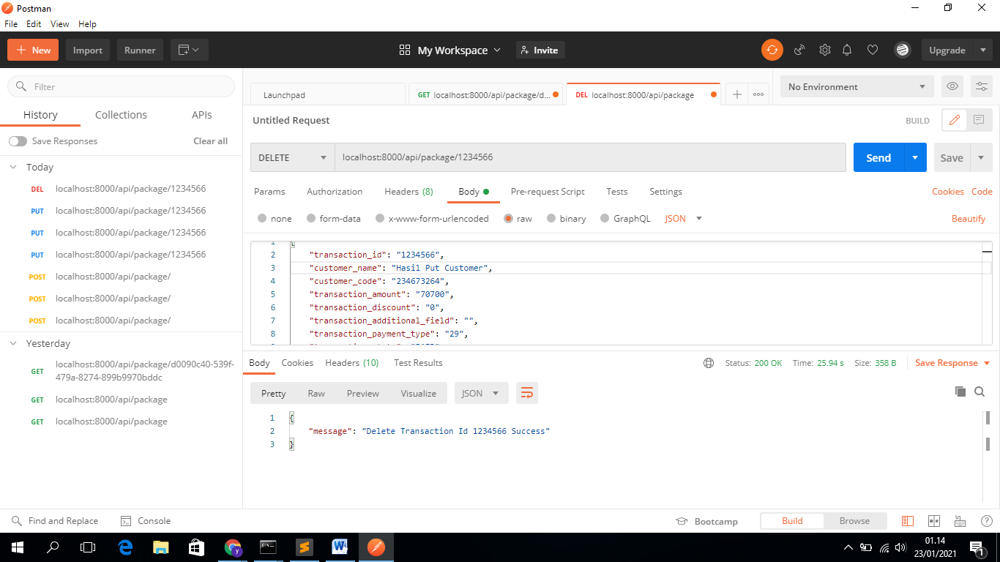 Postman
File Edit View Help
New Import Runner My Workspace Invite Upgrade
Filter
History Collections APIs
Save Responses Clear all
Today
DEL localhost:8000/api/package/1234566
PUT localhost:8000/api/package/1234566
PUT localhost:8000/api/package/1234566
PUT localhost:8000/api/package/1234566
POST localhost:8000/api/package/
POST localhost:8000/api/package/
POST localhost:8000/api/package/
Yesterday
GET localhost:8000/api/package/d0090c40-539f-
479a-8274-899b9970bddc
GET localhost:8000/api/package
GET localhost:8000/api/package
Launchpad GET localhost:8000/api/package/d... DEL localhost:8000/api/package No Environment
Untitled Request BUILD
DELETE localhost:8000/api/package/1234566 Send Save
Params Authorization Headers (8) Body Pre-request Script Tests Settings Cookies Code
none form-data x-www-form-urlencoded raw binary GraphQL JSON Beautify
1 {
2 "transaction_id": "1234566",
3 "customer_name": "Hasil Put Customer",
4 "customer_code": "234673264",
5 "transaction_amount": "70700",
6 "transaction_discount": "0",
7 "transaction_additional_field": "",
8 "transaction_payment_type": "29",
Body Cookies Headers (10) Test Results Status: 200 OK Time: 25.94 s Size: 358 B Save Response
Pretty Raw Preview Visualize JSON
1 {
2 "message": "Delete Transaction Id 1234566 Success"
3 }
Find and Replace Console Bootcamp Build Browse
01.14
23/01/2021
1